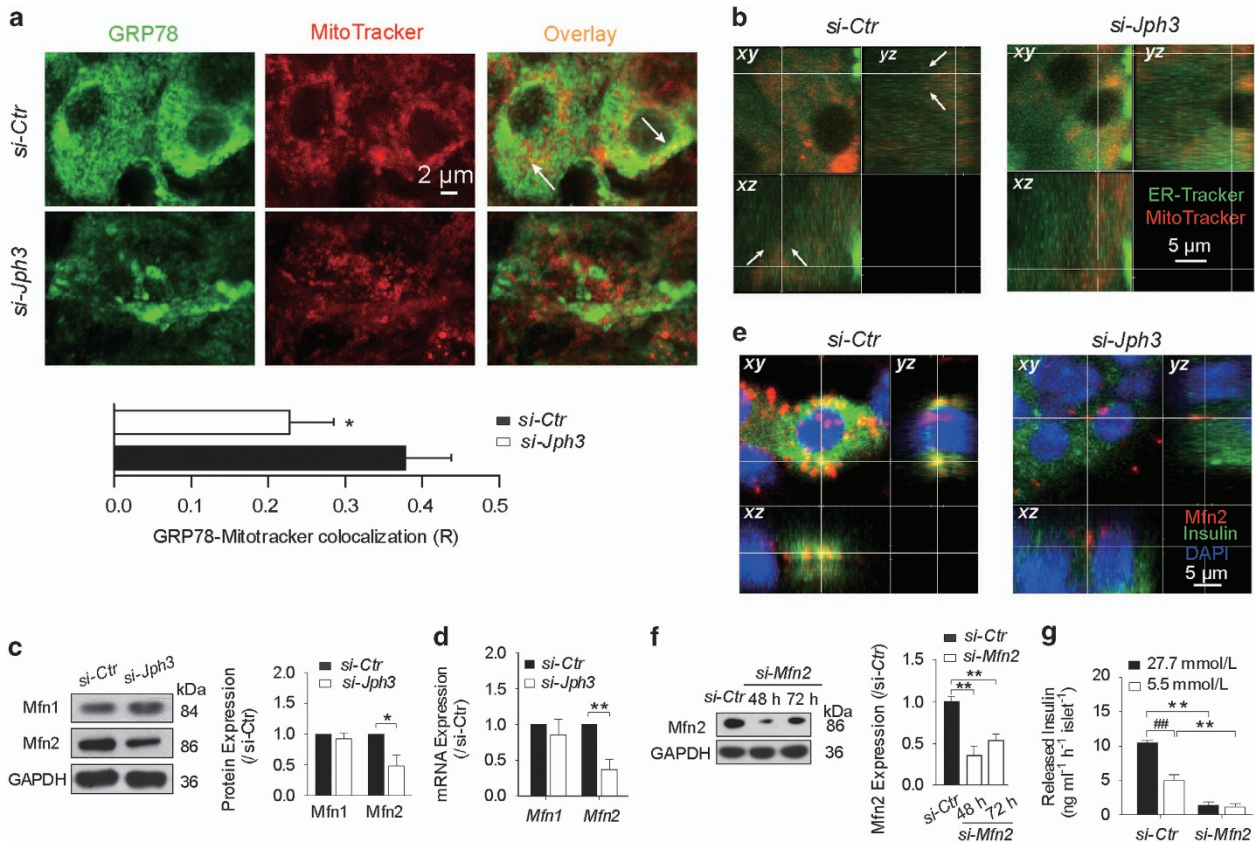 a
GRP78 MitoTracker Overlay
si-Ctr
2 µm
si-Jph3
si-Ctr
si-Jph3
*
0.0 0.1 0.2 0.3 0.4 0.5
GRP78-Mitotracker colocalization (R)
b
si-Ctr si-Jph3
xy yz xy yz
xz xz
ER-Tracker
MitoTracker
5 µm
e
si-Ctr si-Jph3
xy yz xy yz
xz xz
Mfn2
Insulin
DAPI
5 µm
c
si-Ctr si-Jph3
kDa
Mfn1 84
Mfn2 86
GAPDH 36
Protein Expression
(/si-Ctr)
2.0
1.5
1.0
0.5
0.0
si-Ctr
si-Jph3
*
Mfn1 Mfn2
d
mRNA Expression
(/si-Ctr)
2.0
1.5
1.0
0.5
0.0
si-Ctr
si-Jph3
**
Mfn1 Mfn2
f
si-Mfn2
si-Ctr 48 h 72 h
kDa
Mfn2 86
GAPDH 36
Mfn2 Expression (/si-Ctr)
si-Ctr
si-Mfn2
1.5
1.0
0.5
0.0
**
**
si-Ctr 48 h 72 h
si-Mfn2
g
27.7 mmol/L
5.5 mmol/L
Released Insulin
(ng ml⁻¹ h⁻¹ islet⁻¹)
20
15
10
5
0
**
##
**
si-Ctr si-Mfn2